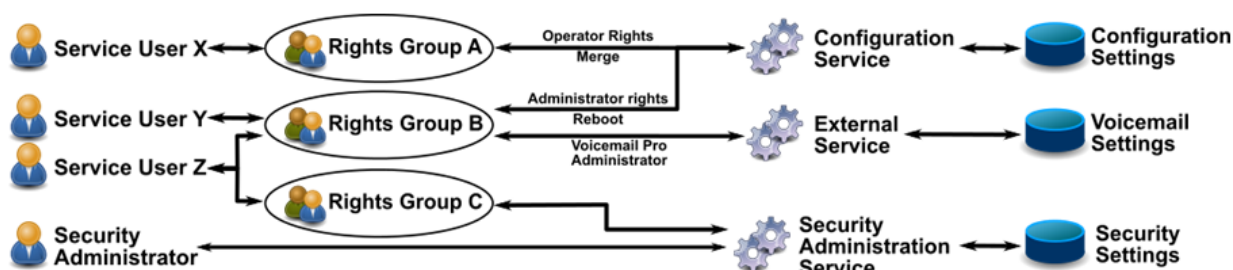 Service User X
Rights Group A
Operator Rights
Merge
Configuration
Service
Configuration
Settings
Service User Y
Rights Group B
Administrator rights
Reboot
Voicemail Pro
Administrator
External
Service
Voicemail
Settings
Service User Z
Rights Group C
Security
Administrator
Security
Administration
Service
Security
Settings